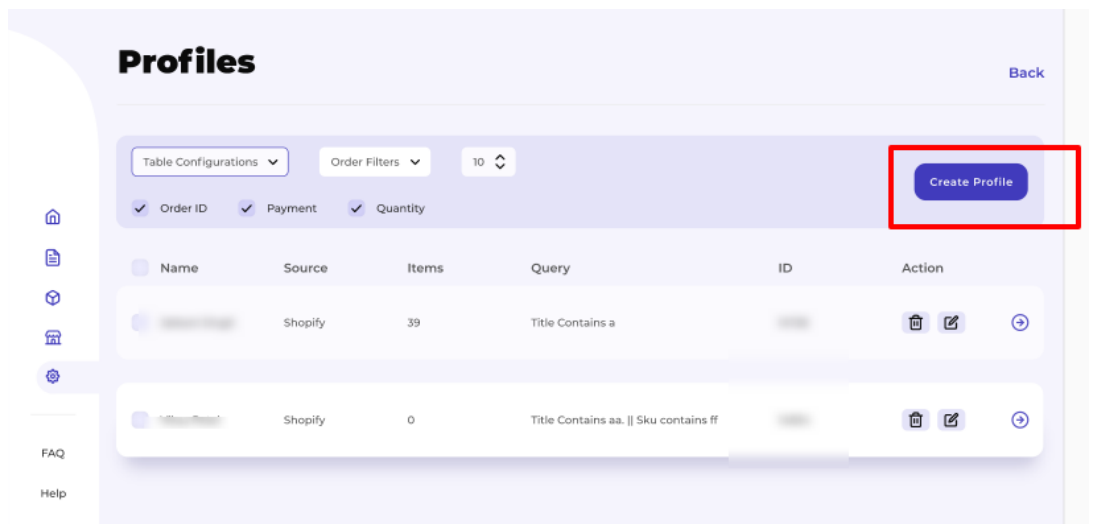 Profiles
Back
Table Configurations
Order Filters
10
Create Profile
Order ID
Payment
Quantity
Name Source Items Query ID Action
Shopify 39 Title Contains a
Shopify 0 Title Contains aa. || Sku contains ff
FAQ
Help